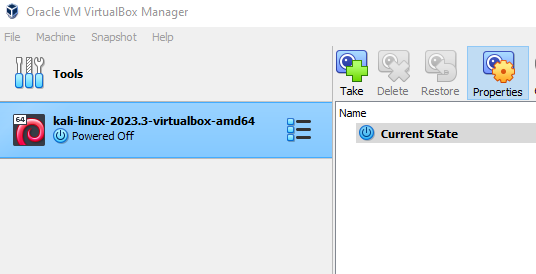 Oracle VM VirtualBox Manager
File Machine Snapshot Help
Tools
64
kali-linux-2023.3-virtualbox-amd64
Powered Off
Take Delete Restore Properties
Name
Current State